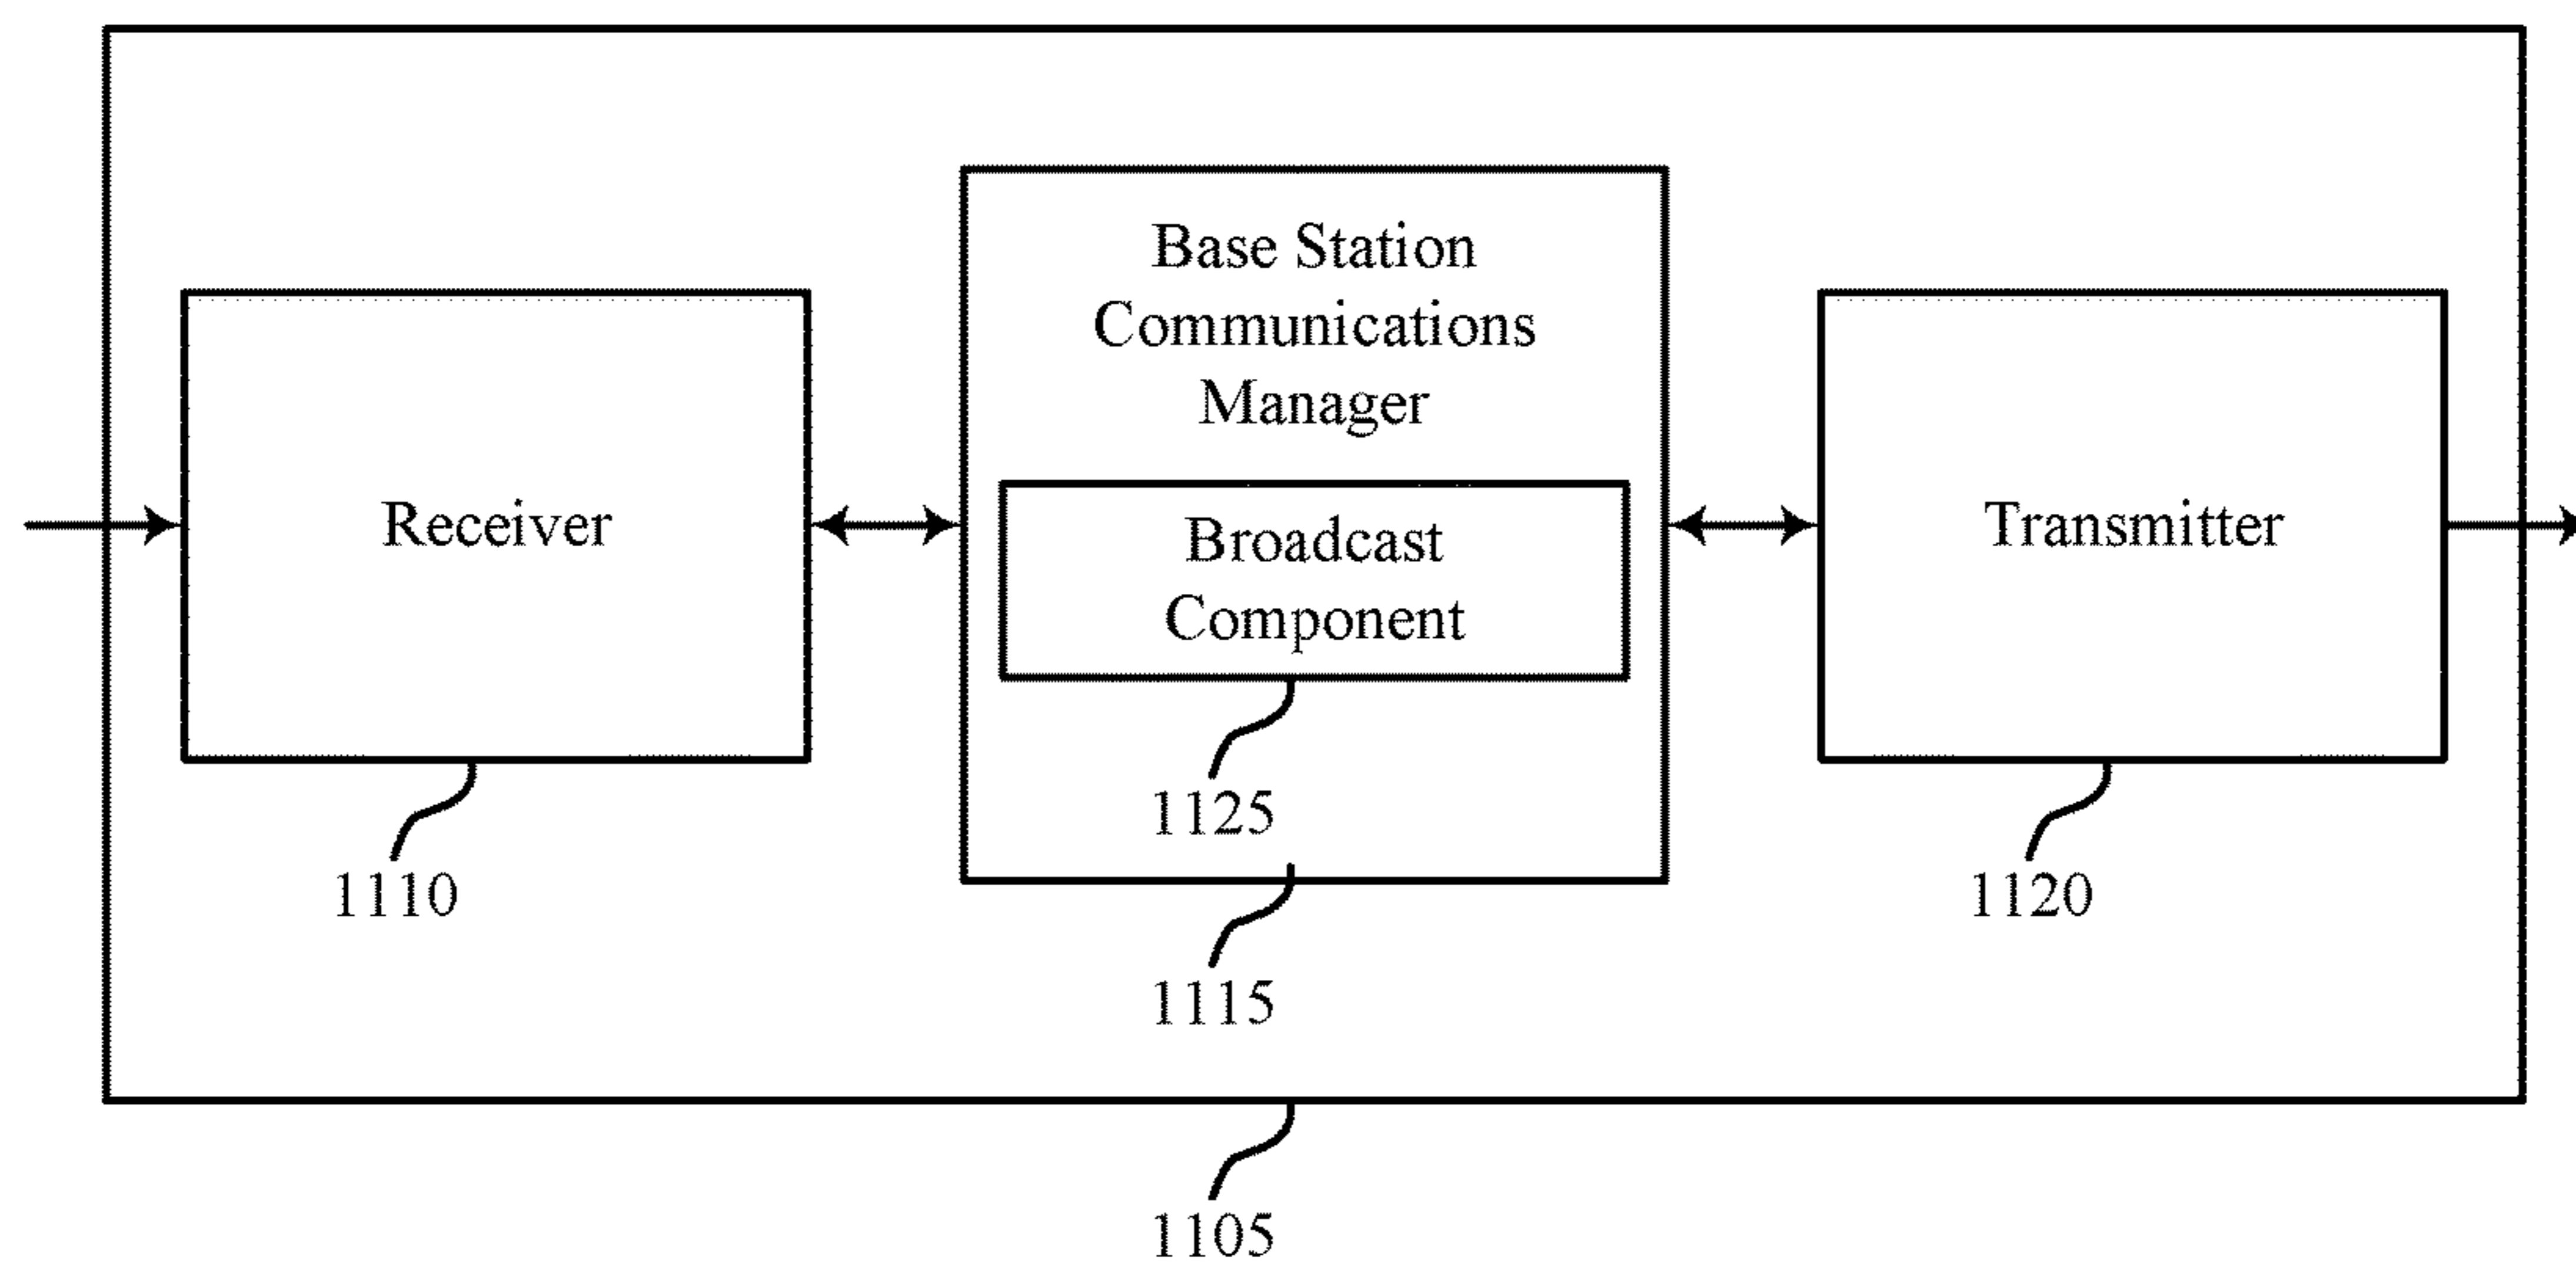 Base Station
Communications
Manager
Receiver
Broadcast
Component
Transmitter
1125
1110
1120
1115
1105